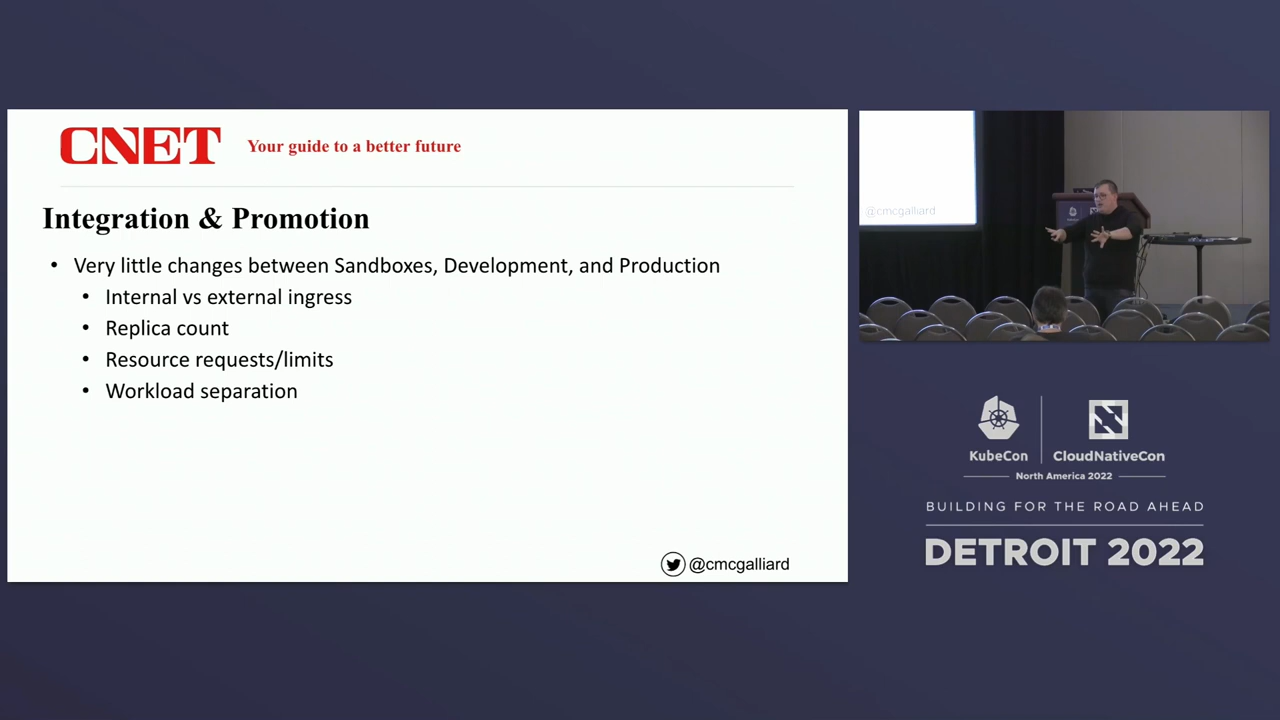 CNET
Your guide to a better future
Integration & Promotion
• Very little changes between Sandboxes, Development, and Production
• Internal vs external ingress
• Replica count
• Resource requests/limits
• Workload separation
@cmcgalliard
@cmcgalliard
KubeCon
CloudNativeCon
North America 2022
BUILDING FOR THE ROAD AHEAD
DETROIT 2022